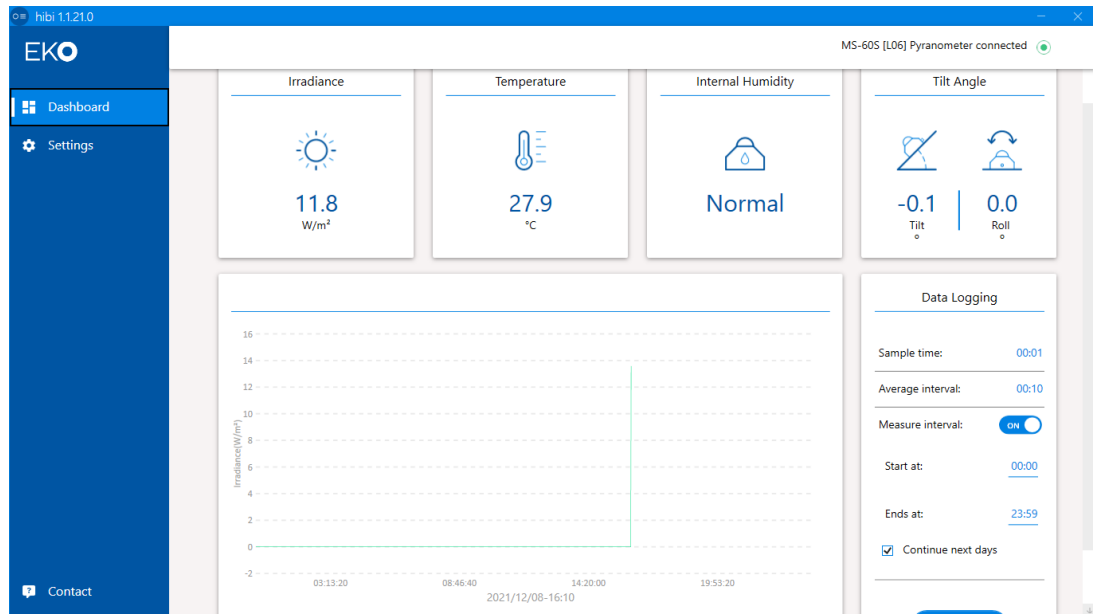 hibi 1.1.21.0
EKO
MS-60S [L06] Pyranometer connected
Dashboard
Settings
Contact
Irradiance
11.8
W/m²
Temperature
27.9
°C
Internal Humidity
Normal
Tilt Angle
-0.1
Tilt
°
0.0
Roll
°
Irradiance(W/m²)
16
14
12
10
8
6
4
2
0
-2
03:13:20 08:46:40 14:20:00 19:53:20
2021/12/08-16:10
Data Logging
Sample time: 00:01
Average interval: 00:10
Measure interval: ON
Start at: 00:00
Ends at: 23:59
Continue next days